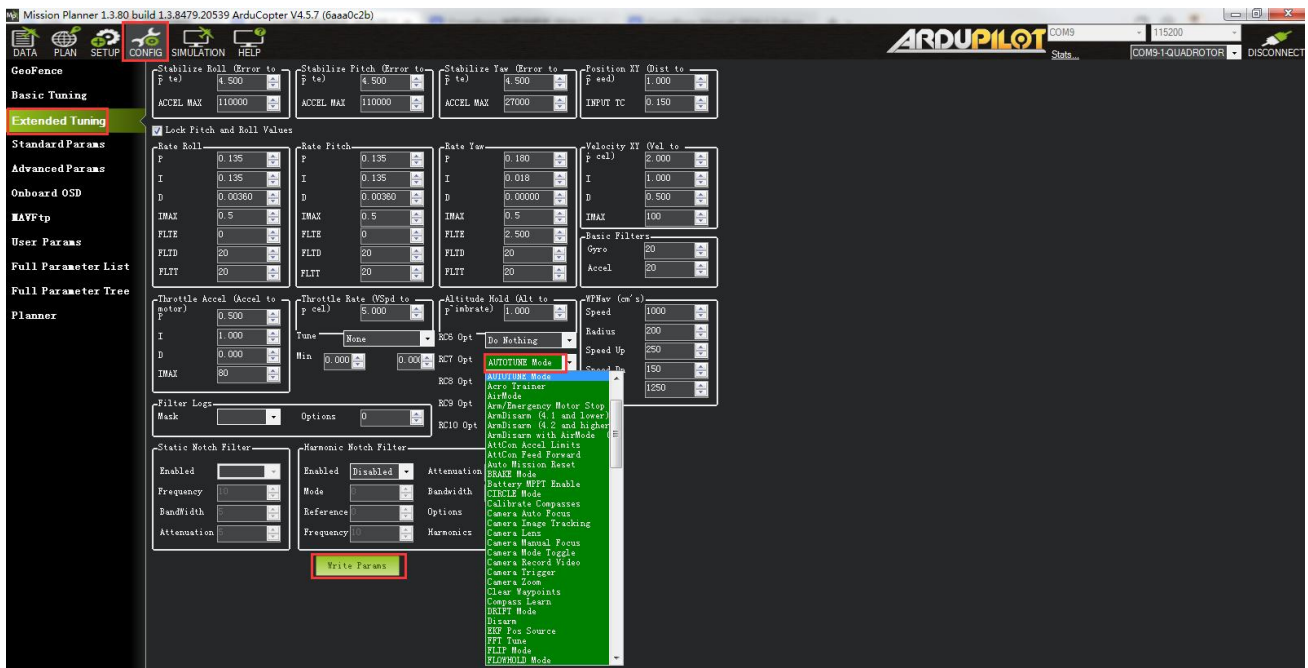 Mission Planner 1.3.80 build 1.3.8479.20539 ArduCopter V4.5.7 (6aaa0c2b)
DATA PLAN SETUP CONFIG SIMULATION HELP
ARDUPILOT
COM9 115200
Stats... COM9-1-QUADROTOR DISCONNECT
GeoFence
Basic Tuning
Extended Tuning
Standard Params
Advanced Params
Onboard OSD
MAVFtp
User Params
Full Parameter List
Full Parameter Tree
Planner
Stabilize Roll (Error to
P te) 4.500
ACCEL MAX 110000
Stabilize Pitch (Error to
P te) 4.500
ACCEL MAX 110000
Stabilize Yaw (Error to
P te) 4.500
ACCEL MAX 27000
Position XY (Dist to
P eed) 1.000
INPUT TC 0.150
Lock Pitch and Roll Values
Rate Roll
P 0.135
I 0.135
D 0.00360
IMAX 0.5
FLTE 0
FLTD 20
FLTT 20
Rate Pitch
P 0.135
I 0.135
D 0.00360
IMAX 0.5
FLTE 0
FLTD 20
FLTT 20
Rate Yaw
P 0.180
I 0.018
D 0.00000
IMAX 0.5
FLTE 2.500
FLTD 20
FLTT 20
Velocity XY (Vel to
P cel) 2.000
I 1.000
D 0.500
IMAX 100
Basic Filters
Gyro 20
Accel 20
Throttle Accel (Accel to
motor)
P 0.500
I 1.000
D 0.000
IMAX 80
Throttle Rate (VSpd to
P cel) 5.000
Tune None
Min 0.000 0.00
Altitude Hold (Alt to
P imbrate) 1.000
RC6 Opt Do Nothing
RC7 Opt AUTOTUNE Mode
RC8 Opt
RC9 Opt
RC10 Opt
WPNav (cm's)
Speed 1000
Radius 200
Speed Up 250
Speed Dn 150
1250
AUTOTUNE Mode
Acro Trainer
AirMode
Arm/Emergency Motor Stop
ArmDisarm (4.1 and lower)
ArmDisarm (4.2 and higher
ArmDisarm with AirMode (
AttCon Accel Limits
AttCon Feed Forward
Auto Mission Reset
BRAKE Mode
Battery MPPT Enable
CIRCLE Mode
Calibrate Compasses
Camera Auto Focus
Camera Image Tracking
Camera Lens
Camera Manual Focus
Camera Mode Toggle
Camera Record Video
Camera Trigger
Camera Zoom
Clear Waypoints
Compass Learn
DRIFT Mode
Disarm
EKF Pos Source
FFT Tune
FLIP Mode
FLOWHOLD Mode
Filter Logs
Mask Options 0
Static Notch Filter
Enabled
Frequency 10
BandWidth 5
Attenuation 5
Harmonic Notch Filter
Enabled Disabled Attenuation
Mode 0 Bandwidth
Reference 0 Options
Frequency 10 Harmonics
Write Params